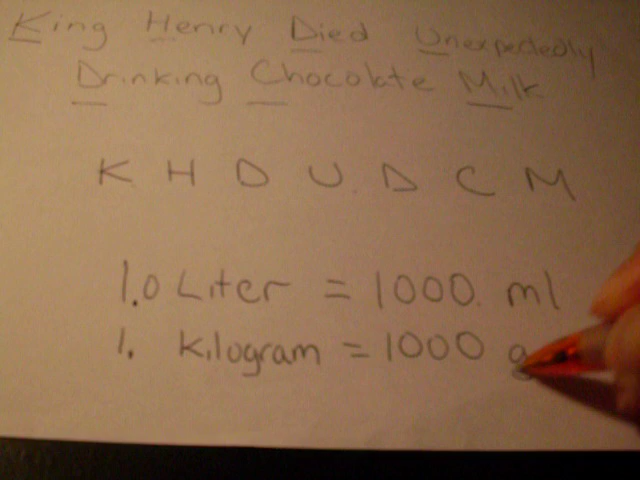 King Henry Died Unexpectedly
Drinking Chocolate Milk
K H D U D C M
1.0 Liter = 1000. ml
1. Kilogram = 1000 g